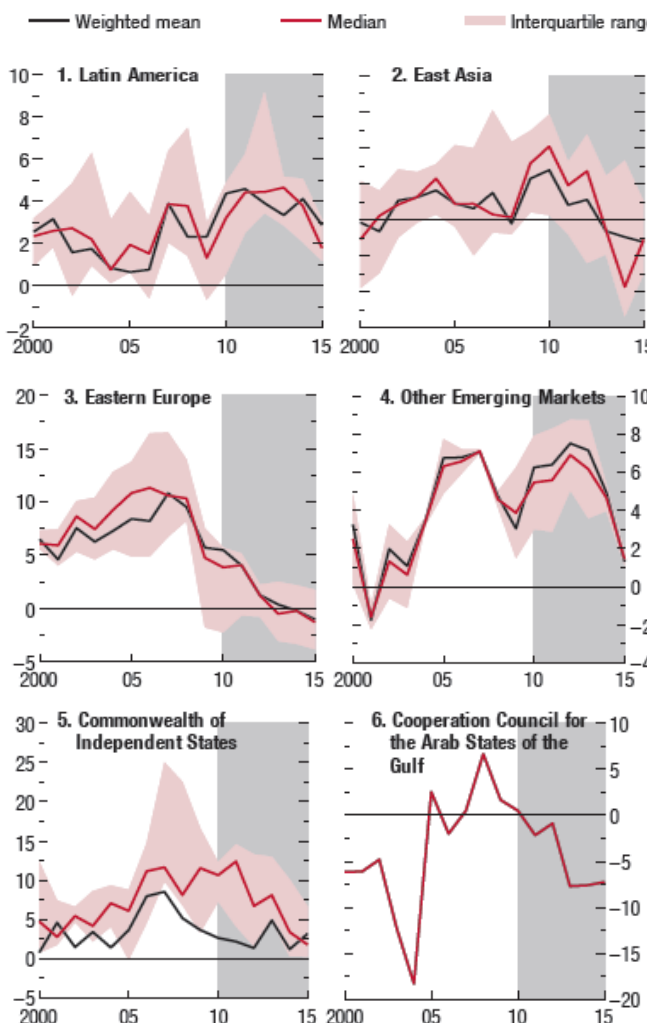 Weighted mean Median Interquartile rang
1. Latin America
10
8
6
4
2
0
−2
2000 05 10 15
2. East Asia
2000 05 10 15
3. Eastern Europe
20
15
10
5
0
−5
2000 05 10 15
4. Other Emerging Markets
10
8
6
4
2
0
−2
−4
2000 05 10 15
5. Commonwealth of
Independent States
30
25
20
15
10
5
0
−5
2000 05 10 15
6. Cooperation Council for
the Arab States of the
Gulf
10
5
0
−5
−10
−15
−20
2000 05 10 15